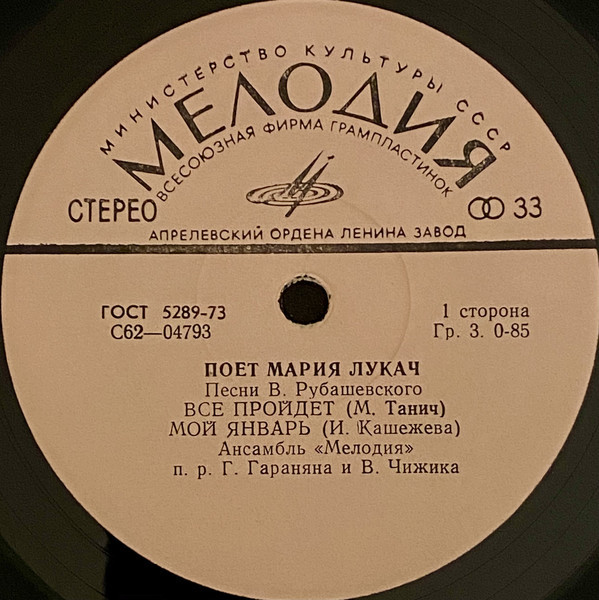 МИНИСТЕРСТВО КУЛЬТУРЫ СССР
МЕЛОДИЯ
ВСЕСОЮЗНАЯ ФИРМА ГРАМПЛАСТИНОК
СТЕРЕО
33
АПРЕЛЕВСКИЙ ОРДЕНА ЛЕНИНА ЗАВОД
ГОСТ 5289-73
1 сторона
С62—04793
Гр. 3. 0-85
ПОЕТ МАРИЯ ЛУКАЧ
Песни В. Рубашевского
ВСЕ ПРОЙДЕТ (М. Танич)
МОЙ ЯНВАРЬ (И. Кашежева)
Ансамбль «Мелодия»
п. р. Г. Гараняна и В. Чижика